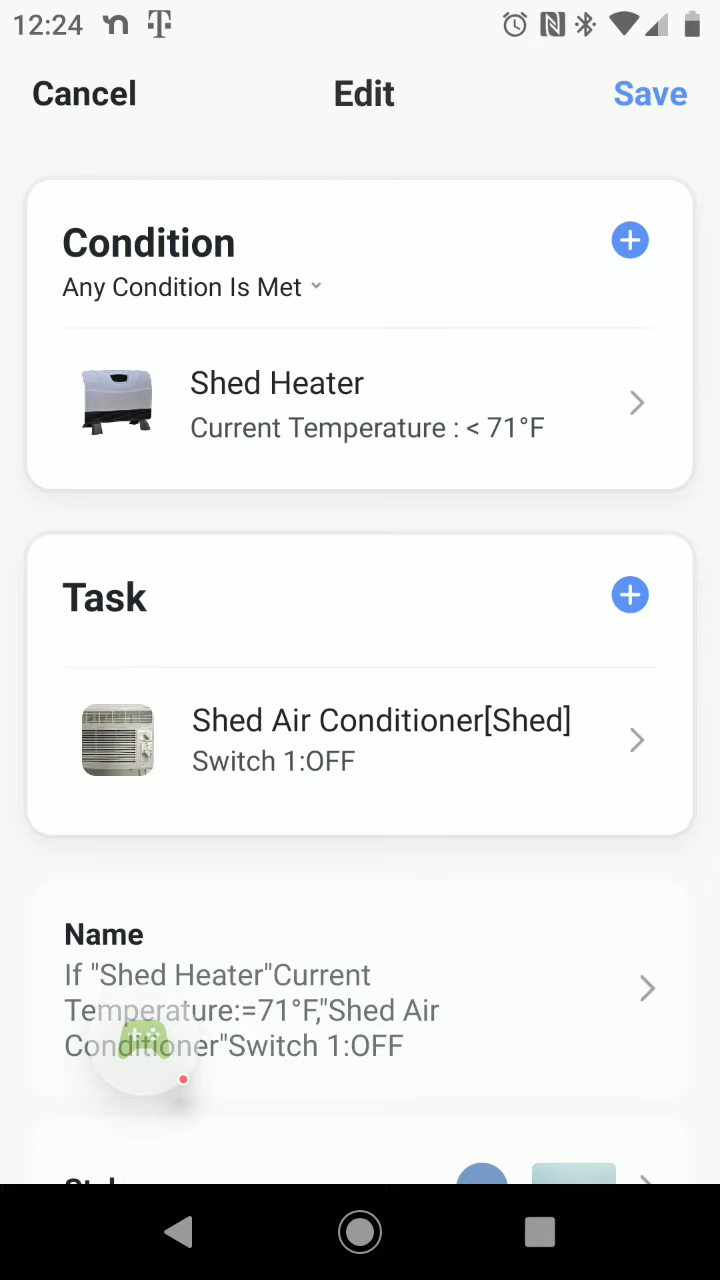 12:24
Cancel Edit Save
Condition
Any Condition Is Met
Shed Heater
Current Temperature : < 71°F
Task
Shed Air Conditioner[Shed]
Switch 1:OFF
Name
If "Shed Heater"Current
Temperature:=71°F,"Shed Air
Conditioner"Switch 1:OFF